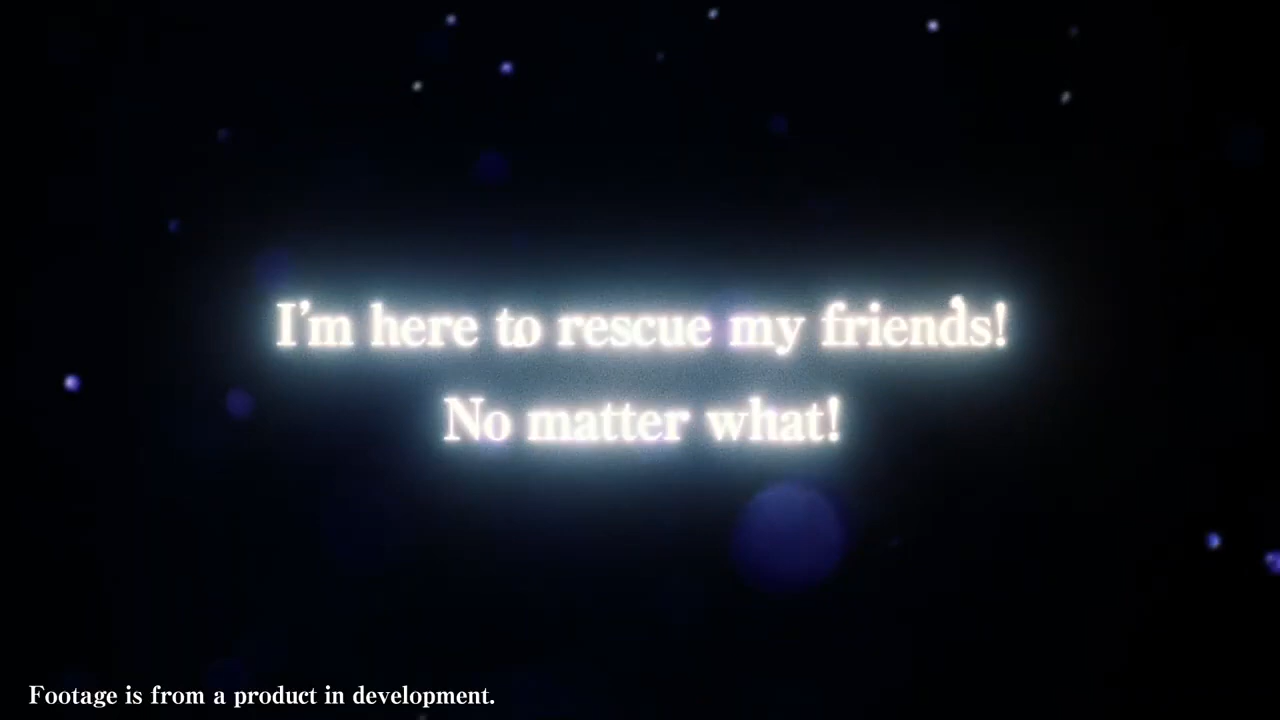 I'm here to rescue my friends!
No matter what!
Footage is from a product in development.